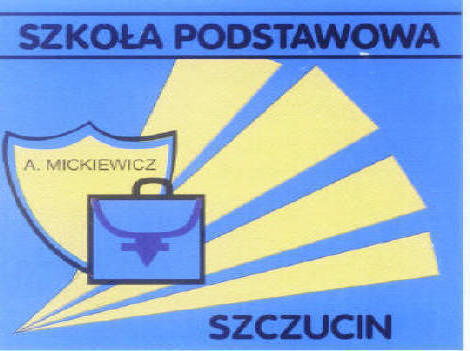 SZKOŁA PODSTAWOWA
A. MICKIEWICZ
SZCZUCIN